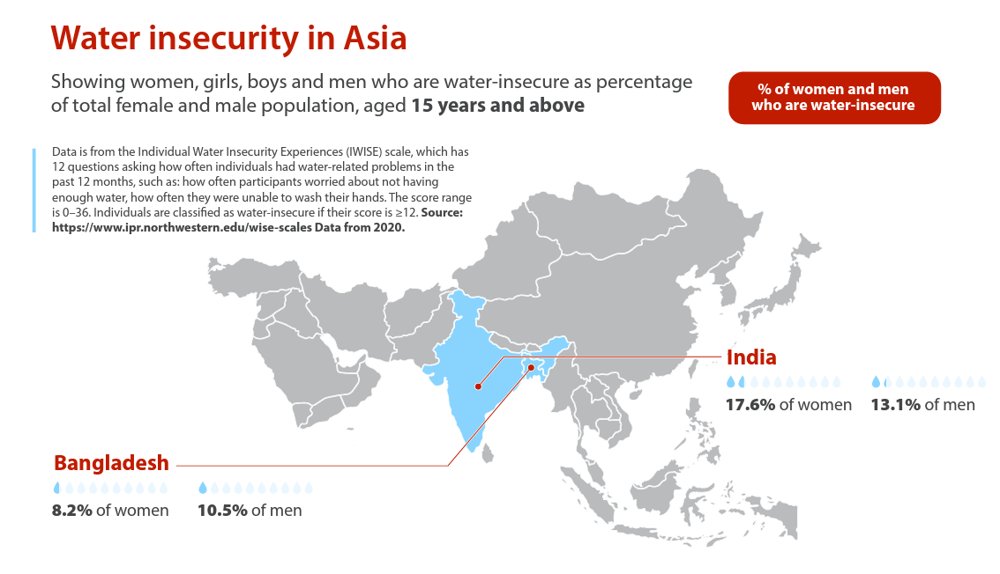 Water insecurity in Asia
Showing women, girls, boys and men who are water-insecure as percentage
of total female and male population, aged 15 years and above
% of women and men
who are water-insecure
Data is from the Individual Water Insecurity Experiences (IWISE) scale, which has
12 questions asking how often individuals had water-related problems in the
past 12 months, such as: how often participants worried about not having
enough water, how often they were unable to wash their hands. The score range
is 0–36. Individuals are classified as water-insecure if their score is ≥12. Source:
https://www.ipr.northwestern.edu/wise-scales Data from 2020.
India
17.6% of women
13.1% of men
Bangladesh
8.2% of women
10.5% of men